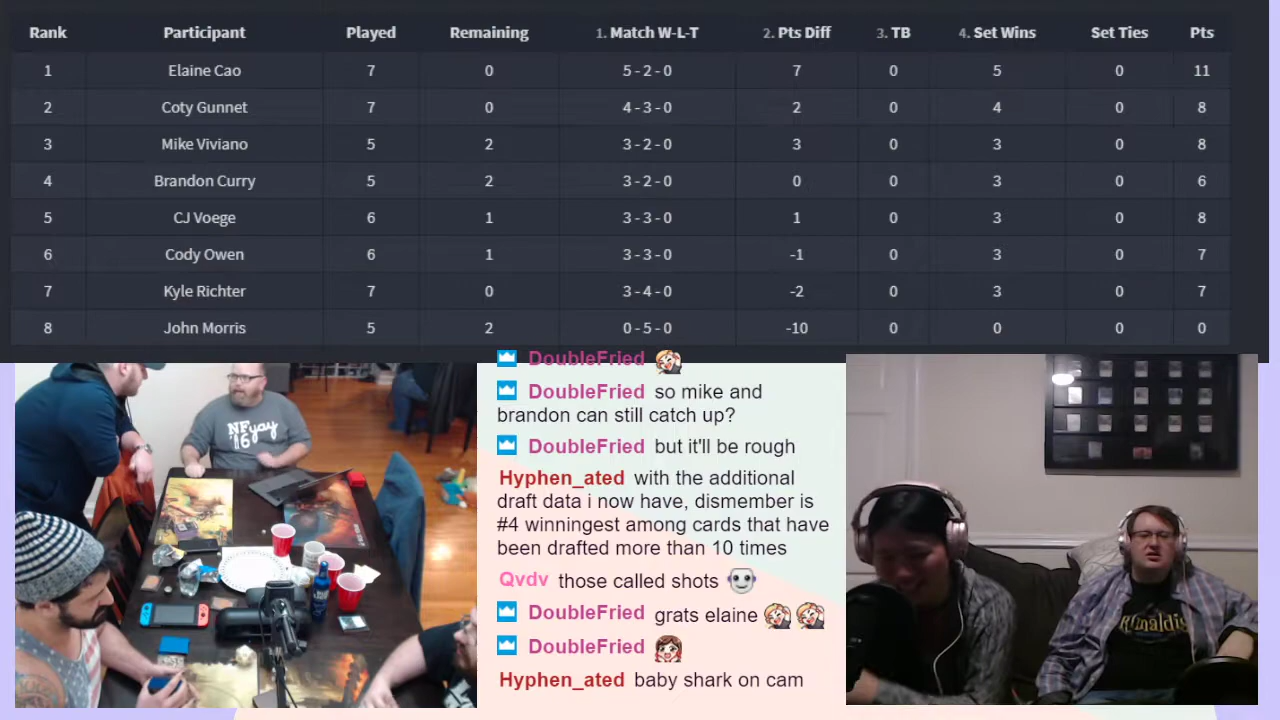 Rank Participant Played Remaining 1. Match W-L-T 2. Pts Diff 3. TB 4. Set Wins Set Ties Pts
1 Elaine Cao 7 0 5 - 2 - 0 7 0 5 0 11
2 Coty Gunnet 7 0 4 - 3 - 0 2 0 4 0 8
3 Mike Viviano 5 2 3 - 2 - 0 3 0 3 0 8
4 Brandon Curry 5 2 3 - 2 - 0 0 0 3 0 6
5 CJ Voege 6 1 3 - 3 - 0 1 0 3 0 8
6 Cody Owen 6 1 3 - 3 - 0 -1 0 3 0 7
7 Kyle Richter 7 0 3 - 4 - 0 -2 0 3 0 7
8 John Morris 5 2 0 - 5 - 0 -10 0 0 0 0
DoubleFried
DoubleFried so mike and
brandon can still catch up?
DoubleFried but it'll be rough
Hyphen_ated with the additional
draft data i now have, dismember is
#4 winningest among cards that have
been drafted more than 10 times
Qvdv those called shots
DoubleFried grats elaine
DoubleFried
Hyphen_ated baby shark on cam
NFyay
'16